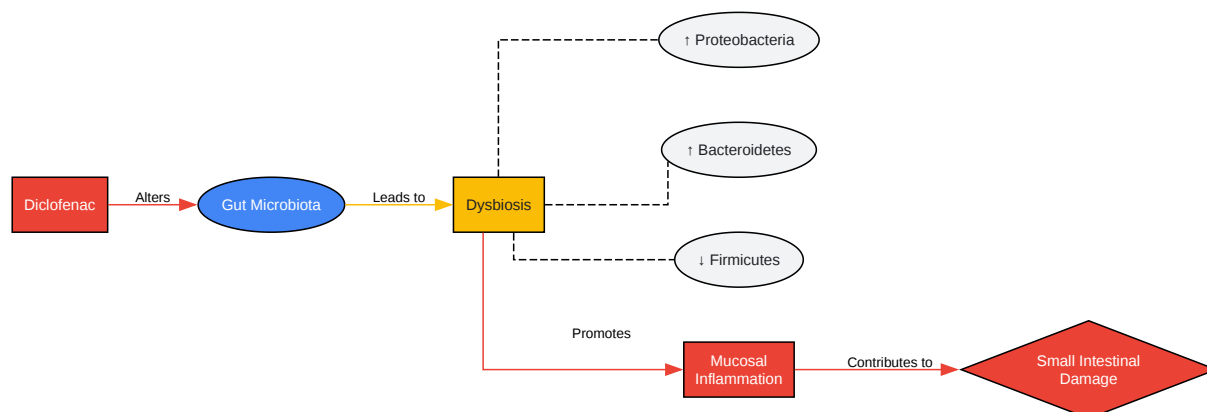 ↑ Proteobacteria
↑ Bacteroidetes
Diclofenac
Alters
Gut Microbiota
Leads to
Dysbiosis
↓ Firmicutes
Promotes
Mucosal
Inflammation
Contributes to
Small Intestinal
Damage